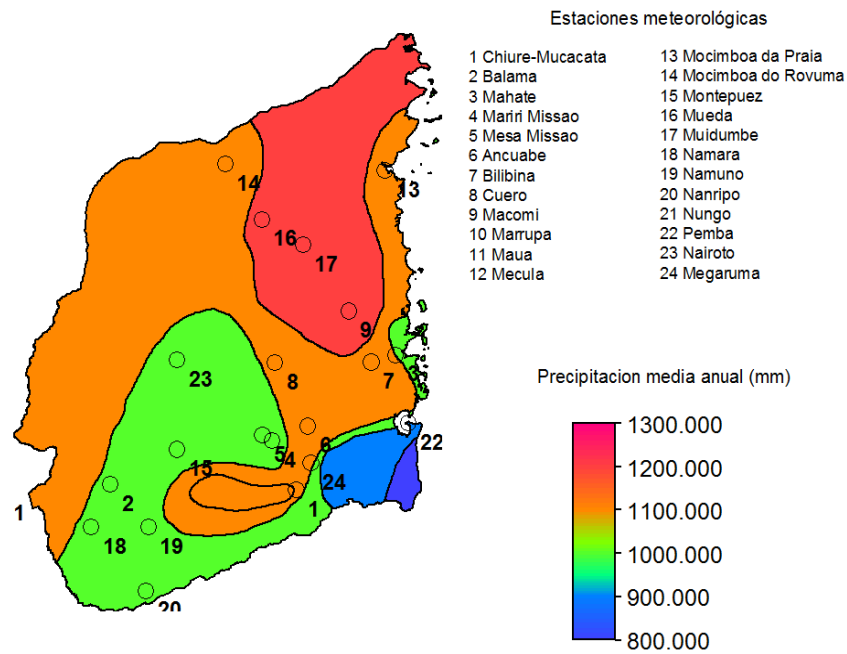 Estaciones meteorológicas
1 Chiure-Mucacata
2 Balama
3 Mahate
4 Mariri Missao
5 Mesa Missao
6 Ancuabe
7 Bilibina
8 Cuero
9 Macomi
10 Marrupa
11 Maua
12 Mecula
13 Mocimboa da Praia
14 Mocimboa do Rovuma
15 Montepuez
16 Mueda
17 Muidumbe
18 Namara
19 Namuno
20 Nanripo
21 Nungo
22 Pemba
23 Nairoto
24 Megaruma
14
13
16
17
9
23
8
7
3
6
22
5
4
15
24
2
1
1
18
19
20
Precipitacion media anual (mm)
1300.000
1200.000
1100.000
1000.000
900.000
800.000